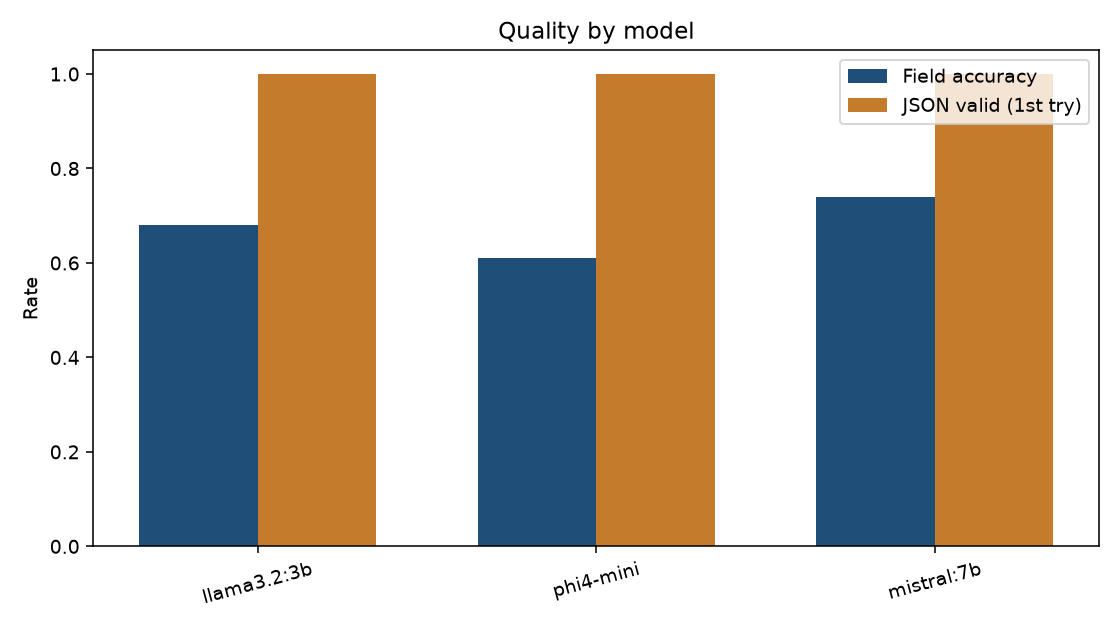 Quality by model
Field accuracy
JSON valid (1st try)
1.0
0.8
0.6
0.4
0.2
0.0
Rate
llama3.2:3b
phi4-mini
mistral:7b